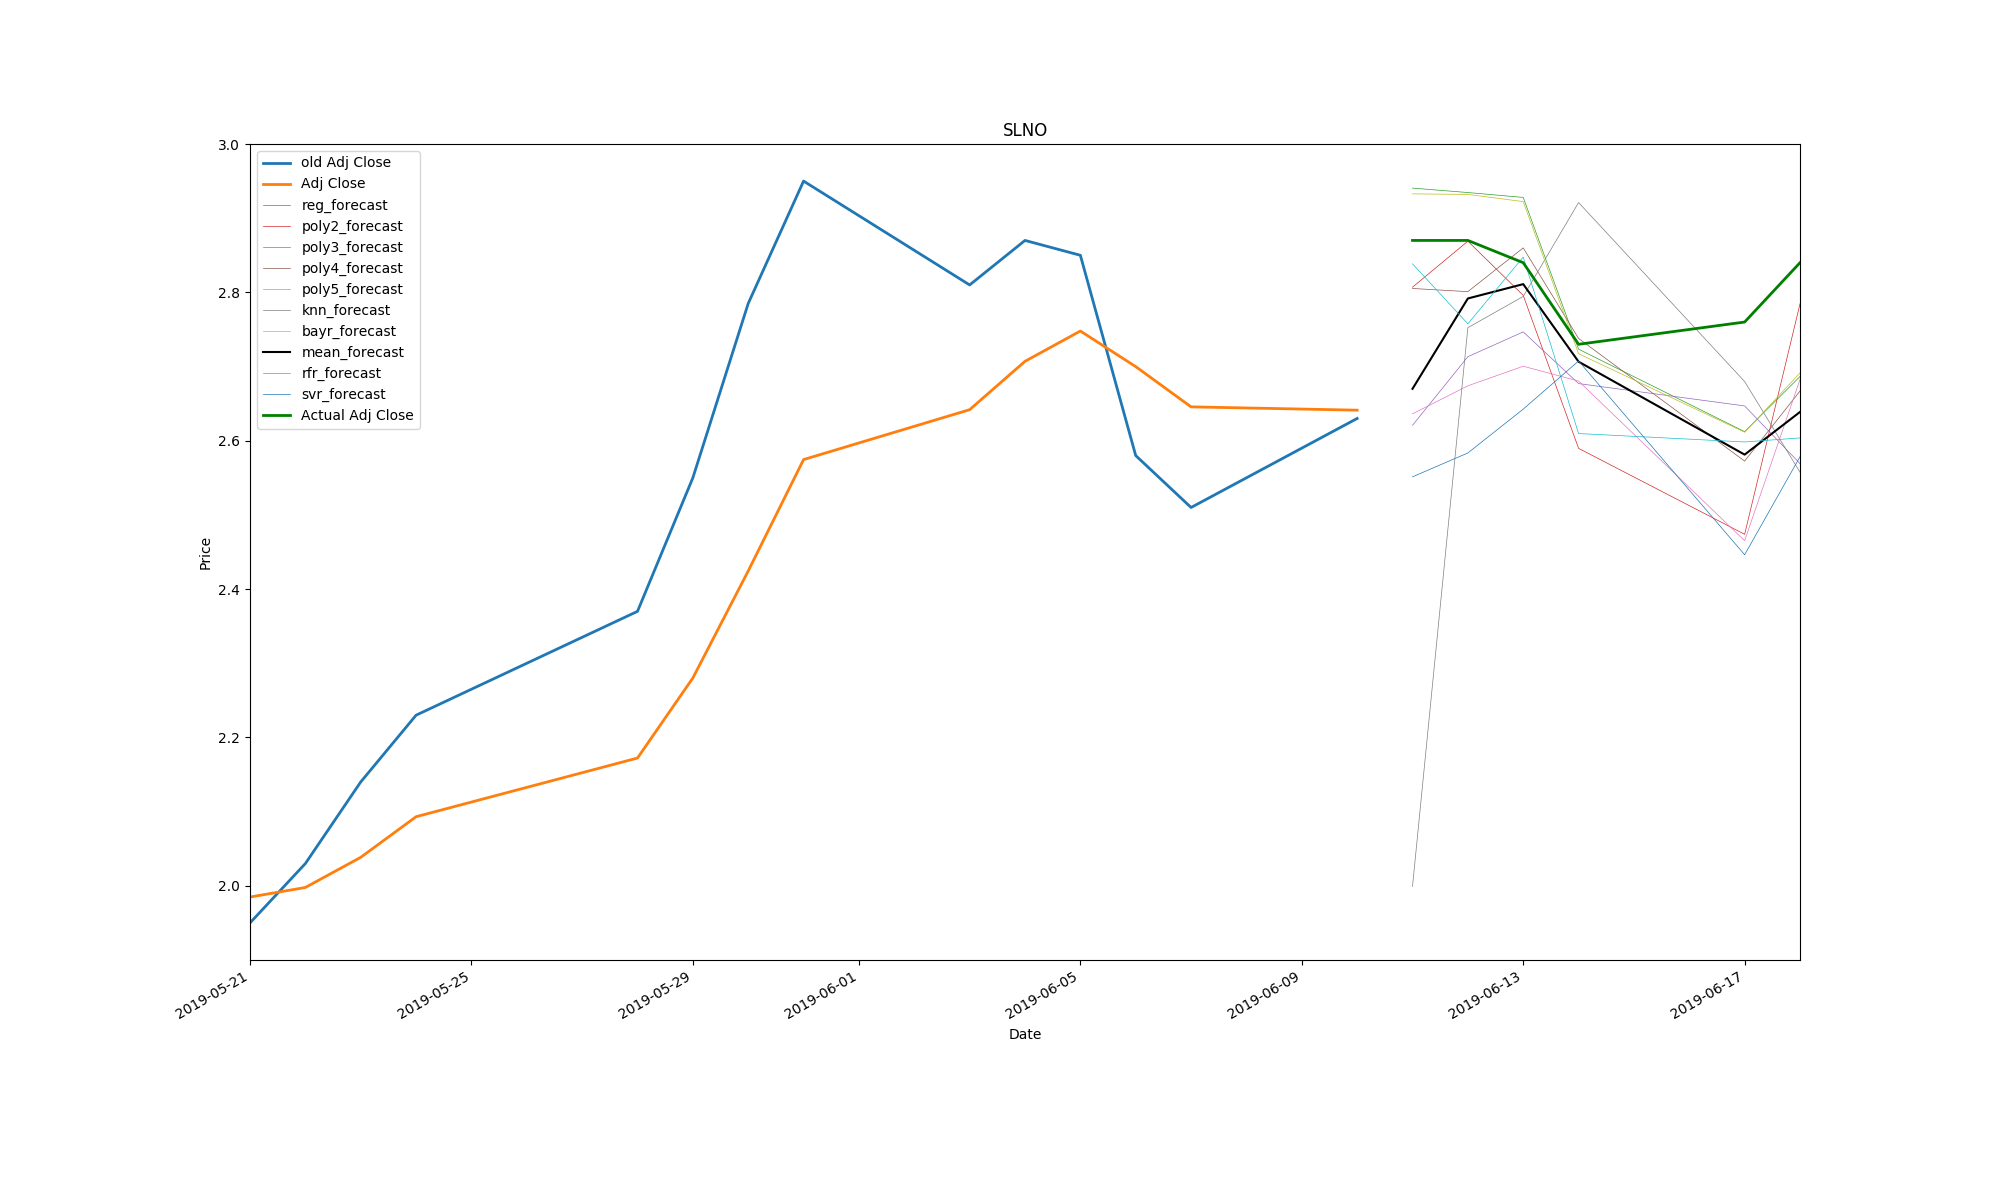 SLNO
3.0
2.8
2.6
2.4
2.2
2.0
Price
old Adj Close
Adj Close
reg_forecast
poly2_forecast
poly3_forecast
poly4_forecast
poly5_forecast
knn_forecast
bayr_forecast
mean_forecast
rfr_forecast
svr_forecast
Actual Adj Close
2019-05-21
2019-05-25
2019-05-29
2019-06-01
2019-06-05
2019-06-09
2019-06-13
2019-06-17
Date